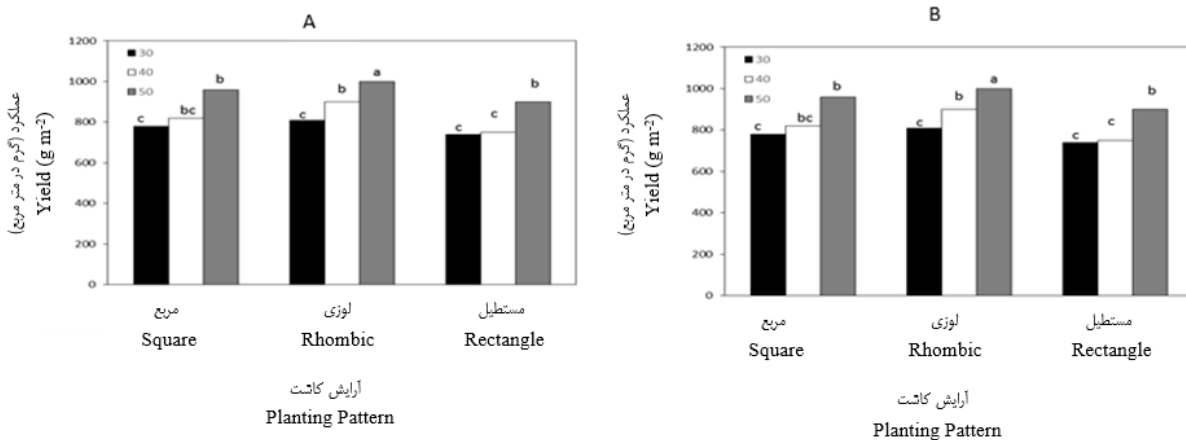 A
عملکرد (گرم در متر مربع)
Yield (g m⁻²)
1200
1000
800
600
400
200
0
30
40
50
c bc b
c b a
c c b
مربع لوزی مستطیل
Square Rhombic Rectangle
آرایش کاشت
Planting Pattern
B
عملکرد (گرم در متر مربع)
Yield (g m⁻²)
1200
1000
800
600
400
200
0
30
40
50
c bc b
c b a
c c b
مربع لوزی مستطیل
Square Rhombic Rectangle
آرایش کاشت
Planting Pattern